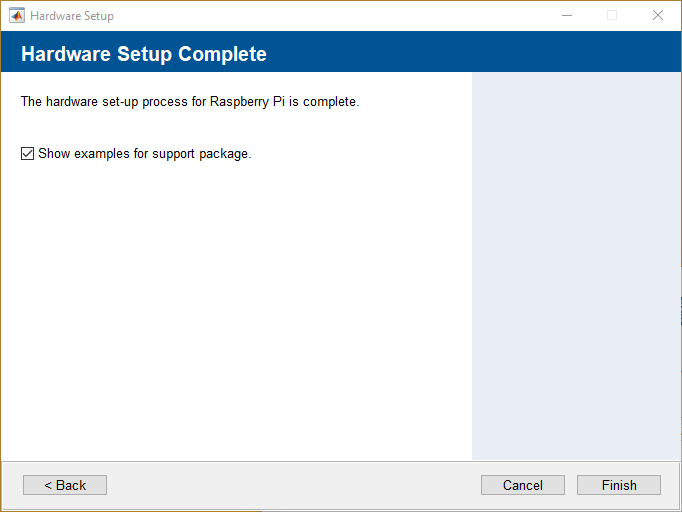 Hardware Setup
Hardware Setup Complete
The hardware set-up process for Raspberry Pi is complete.
Show examples for support package.
< Back
Cancel
Finish